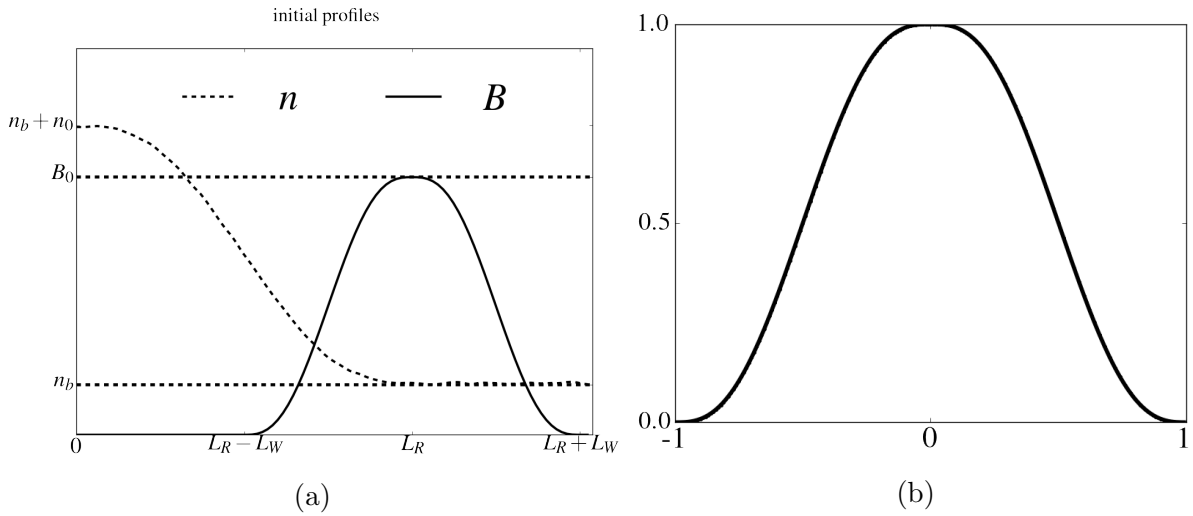 initial profiles
n B
n_b + n_0
B_0
n_b
0 L_R − L_W L_R L_R + L_W
(a)
1.0
0.5
0.0
-1 0 1
(b)